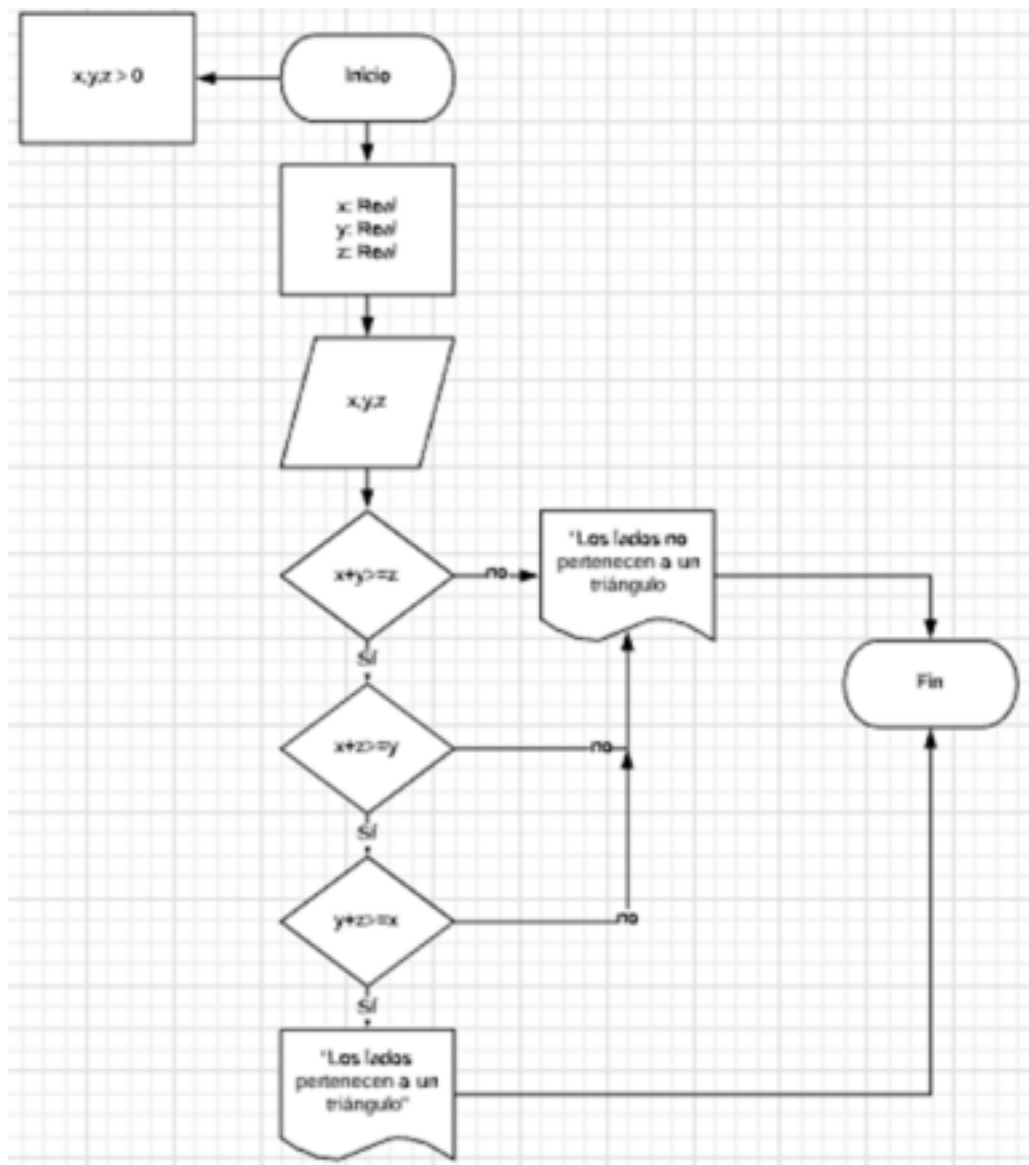 Inicio
x,y,z > 0
x: Real
y: Real
z: Real
x,y,z
x+y>=z
no
"Los lados no
pertenecen a un
triángulo
Sí
Fin
x+z>=y
no
Sí
y+z>=x
no
Sí
"Los lados
pertenecen a un
triángulo"